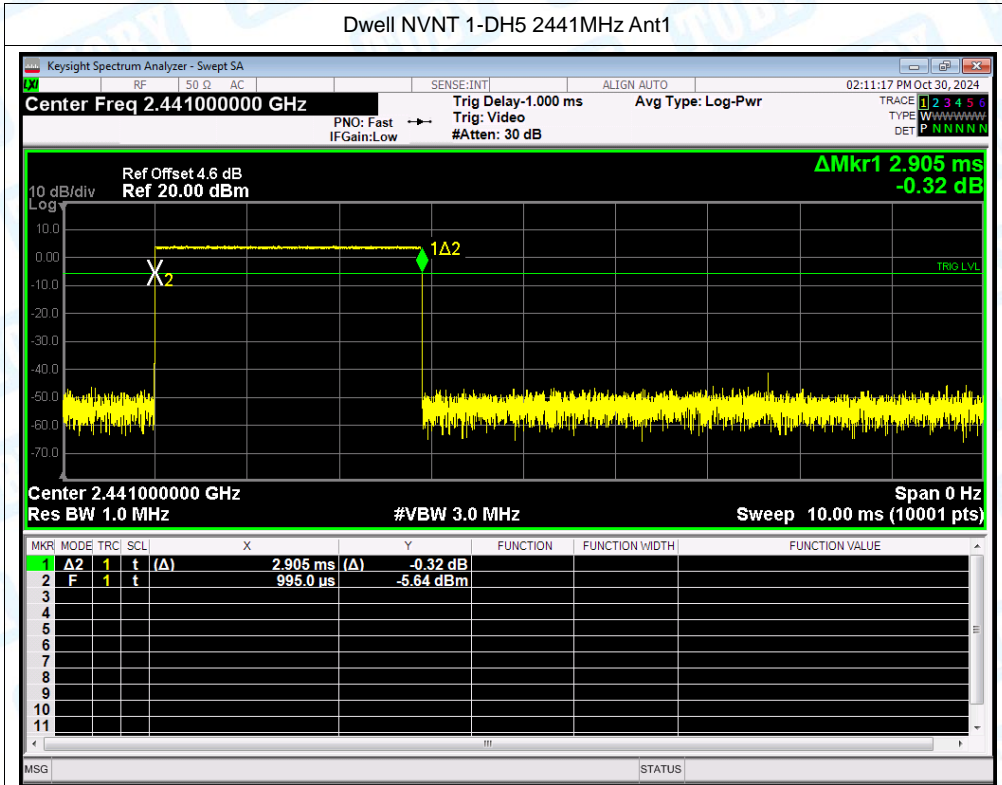 Dwell NVNT 1-DH5 2441MHz Ant1
Keysight Spectrum Analyzer - Swept SA
LXI RF 50 Ω AC SENSE:INT ALIGN AUTO 02:11:17 PM Oct 30, 2024
Center Freq 2.441000000 GHz
Trig Delay-1.000 ms Avg Type: Log-Pwr TRACE 1 2 3 4 5 6
PNO: Fast Trig: Video TYPE WWWWWWW
IFGain:Low #Atten: 30 dB DET P N N N N N
ΔMkr1 2.905 ms
-0.32 dB
Ref Offset 4.6 dB
10 dB/div Ref 20.00 dBm
Log
10.0
0.00
-10.0
-20.0
-30.0
-40.0
-50.0
-60.0
-70.0
1Δ2
2
TRIG LVL
Center 2.441000000 GHz Span 0 Hz
Res BW 1.0 MHz #VBW 3.0 MHz Sweep 10.00 ms (10001 pts)
MKR MODE TRC SCL X Y FUNCTION FUNCTION WIDTH FUNCTION VALUE
1 Δ2 1 t (Δ) 2.905 ms (Δ) -0.32 dB
2 F 1 t 995.0 µs -5.64 dBm
3
4
5
6
7
8
9
10
11
MSG STATUS